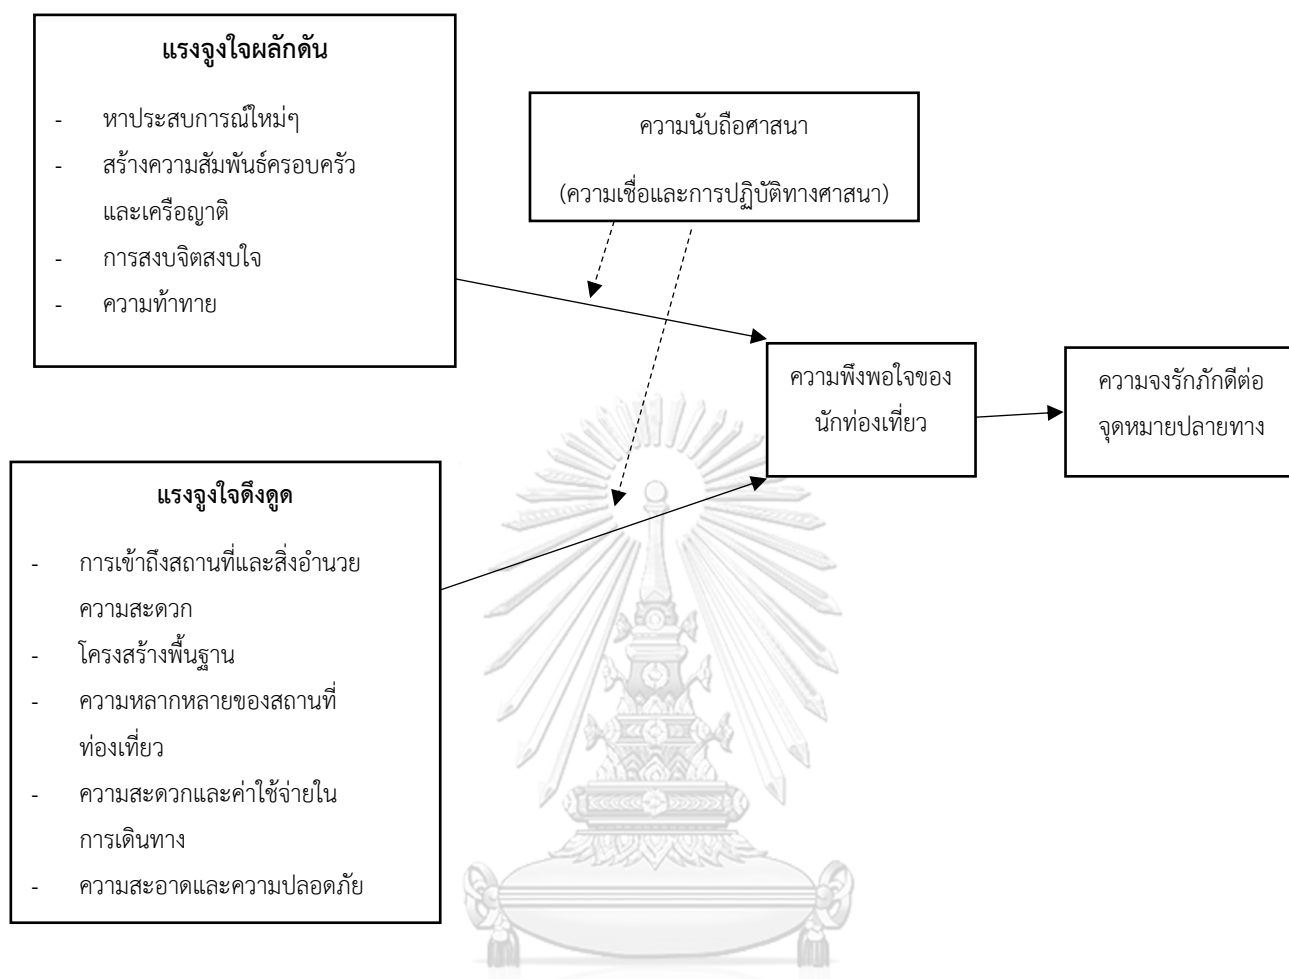 แรงจูงใจผลักดัน
- หาประสบการณ์ใหม่ๆ
- สร้างความสัมพันธ์ครอบครัว
และเครือญาติ
- การสงบจิตสงบใจ
- ความท้าทาย
ความนับถือศาสนา
(ความเชื่อและการปฏิบัติทางศาสนา)
ความพึงพอใจของ
นักท่องเที่ยว
ความจงรักภักดีต่อ
จุดหมายปลายทาง
แรงจูงใจดึงดูด
- การเข้าถึงสถานที่และสิ่งอำนวย
ความสะดวก
- โครงสร้างพื้นฐาน
- ความหลากหลายของสถานที่
ท่องเที่ยว
- ความสะดวกและค่าใช้จ่ายใน
การเดินทาง
- ความสะอาดและความปลอดภัย